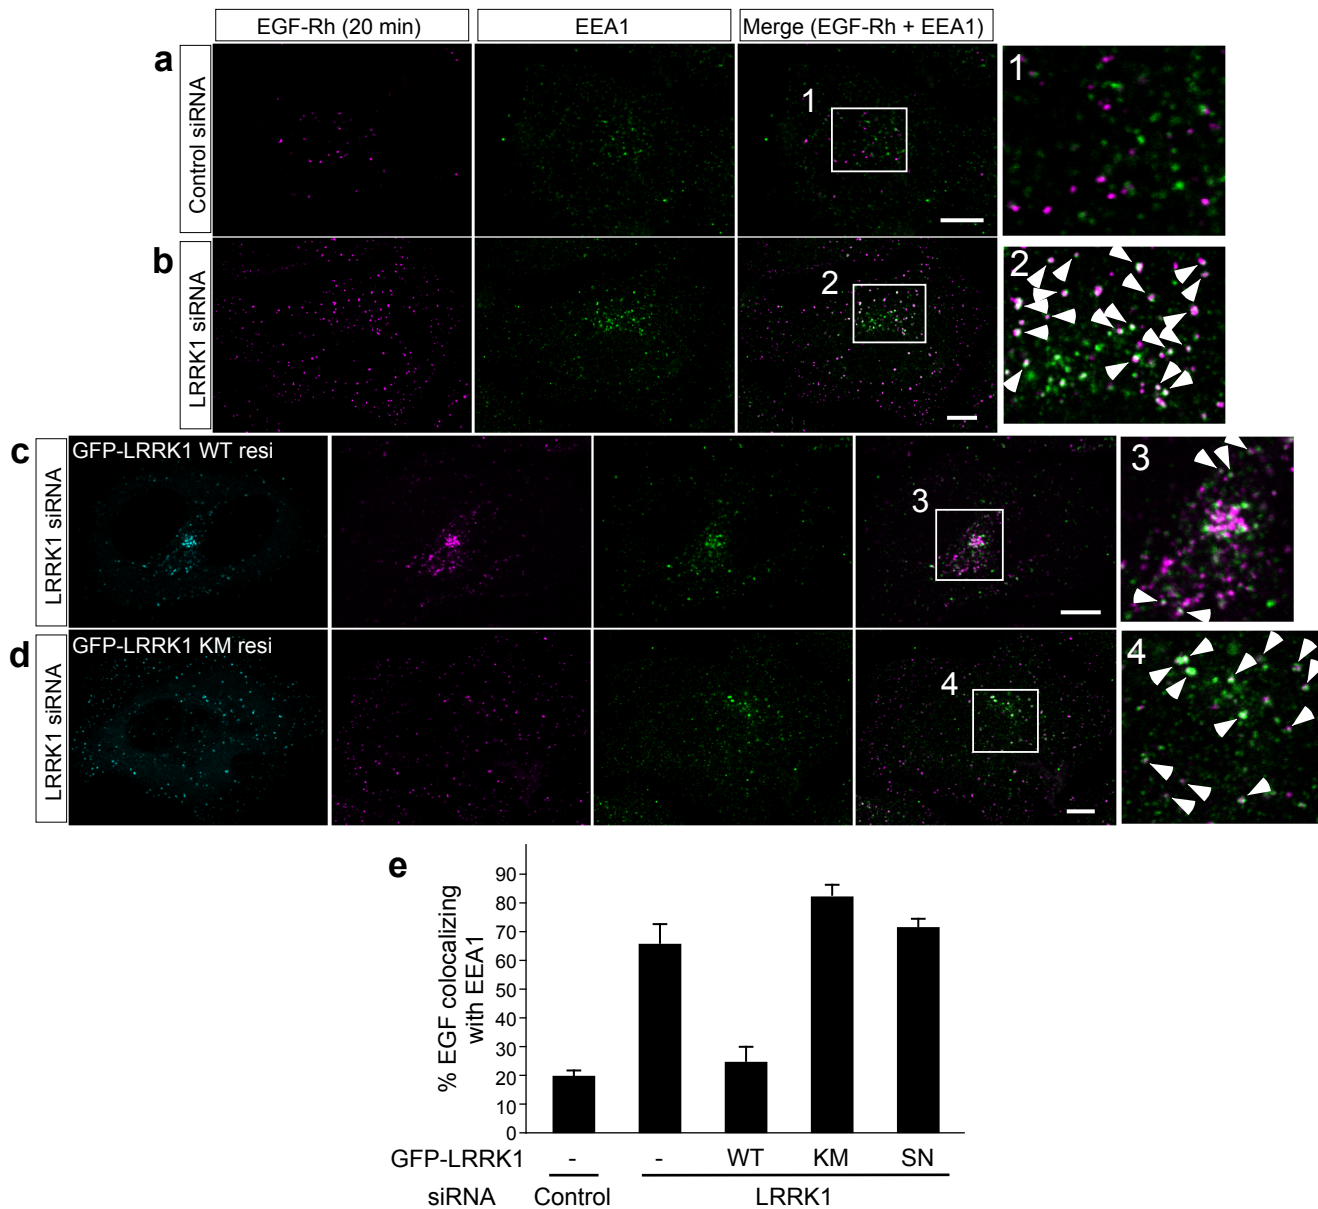 EGF-Rh (20 min) EEA1 Merge (EGF-Rh + EEA1)
a Control siRNA 1 1
b LRRK1 siRNA 2 2
c LRRK1 siRNA GFP-LRRK1 WT resi 3 3
d LRRK1 siRNA GFP-LRRK1 KM resi 4 4
e
% EGF colocalizing
with EEA1
90
80
70
60
50
40
30
20
10
0
GFP-LRRK1 - - WT KM SN
siRNA Control LRRK1